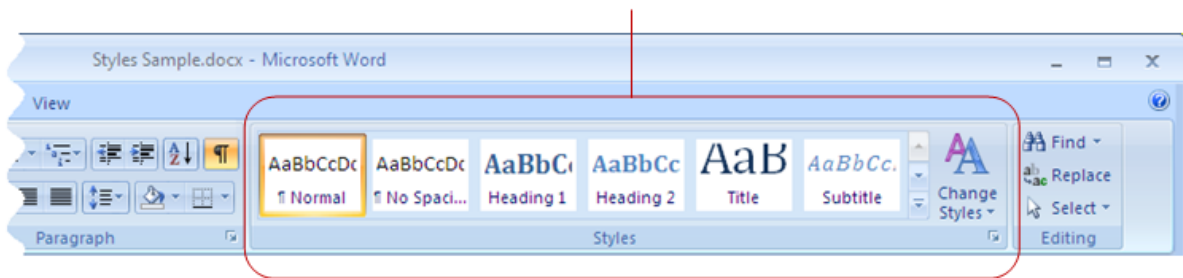 Styles Sample.docx - Microsoft Word
View
AaBbCcDc AaBbCcDc AaBbC AaBbCc AaB AaBbCc.
¶ Normal ¶ No Spaci... Heading 1 Heading 2 Title Subtitle
Change
Styles
Find
Replace
Select
Paragraph Styles Editing